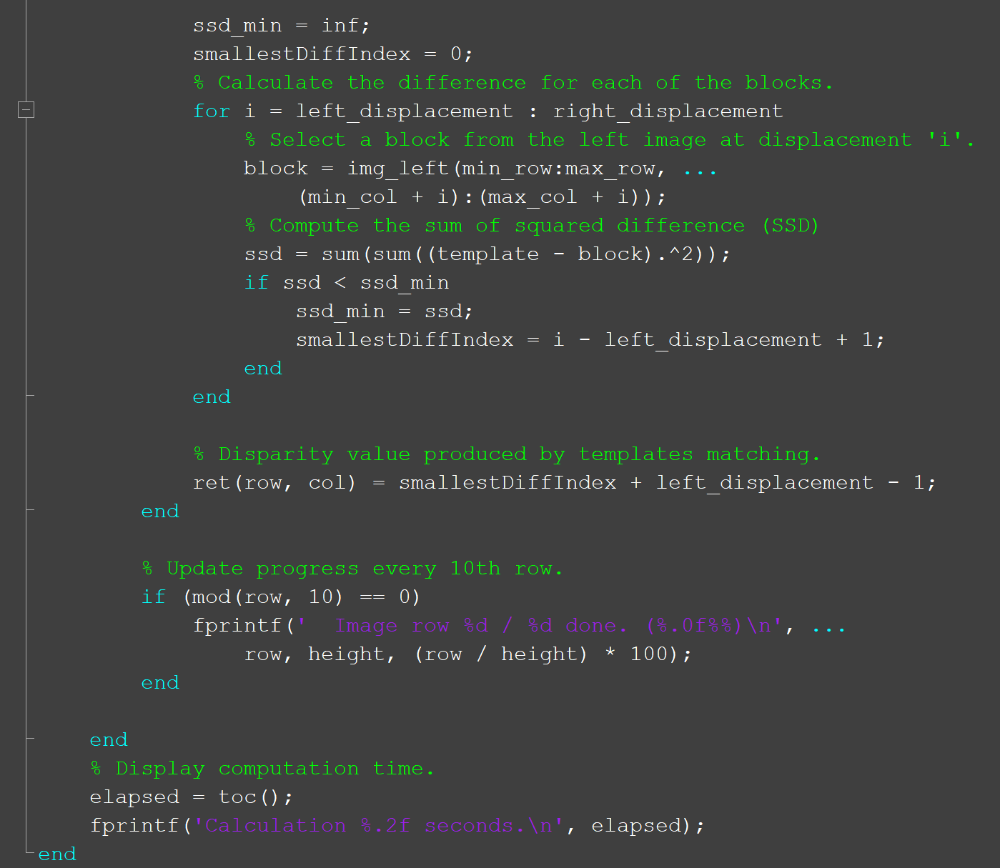 ssd_min = inf;
smallestDiffIndex = 0;
% Calculate the difference for each of the blocks.
for i = left_displacement : right_displacement
% Select a block from the left image at displacement 'i'.
block = img_left(min_row:max_row, ...
(min_col + i):(max_col + i));
% Compute the sum of squared difference (SSD)
ssd = sum(sum((template - block).^2));
if ssd < ssd_min
ssd_min = ssd;
smallestDiffIndex = i - left_displacement + 1;
end
end
% Disparity value produced by templates matching.
ret(row, col) = smallestDiffIndex + left_displacement - 1;
end
% Update progress every 10th row.
if (mod(row, 10) == 0)
fprintf('  Image row %d / %d done. (%.0f%%)\n', ...
row, height, (row / height) * 100);
end
end
% Display computation time.
elapsed = toc();
fprintf('Calculation %.2f seconds.\n', elapsed);
end